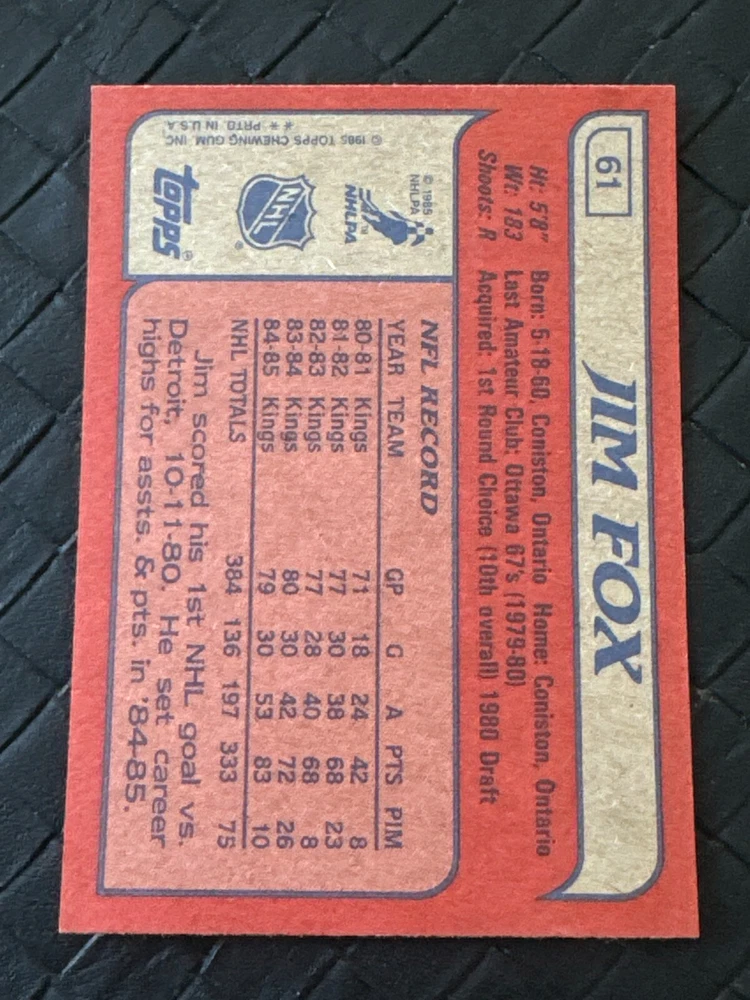 61
JIM FOX
Ht: 5'8" Born: 5-18-60, Coniston, Ontario Home: Coniston, Ontario
Wt: 183 Last Amateur Club: Ottawa 67's (1979-80)
Shoots: R Acquired: 1st Round Choice (10th overall) 1980 Draft
© 1985
NHLPA
TM
NHLPA
NHL
®
topps®
© 1985 TOPPS CHEWING GUM, INC.
* * PRTD. IN U.S.A.
NFL RECORD
YEAR TEAM GP G A PTS PIM
80-81 Kings 71 18 24 42 8
81-82 Kings 77 30 38 68 23
82-83 Kings 77 28 40 68 8
83-84 Kings 80 30 42 72 26
84-85 Kings 79 30 53 83 10
NHL TOTALS 384 136 197 333 75
Jim scored his 1st NHL goal vs.
Detroit, 10-11-80. He set career
highs for assts. & pts. in '84-85.